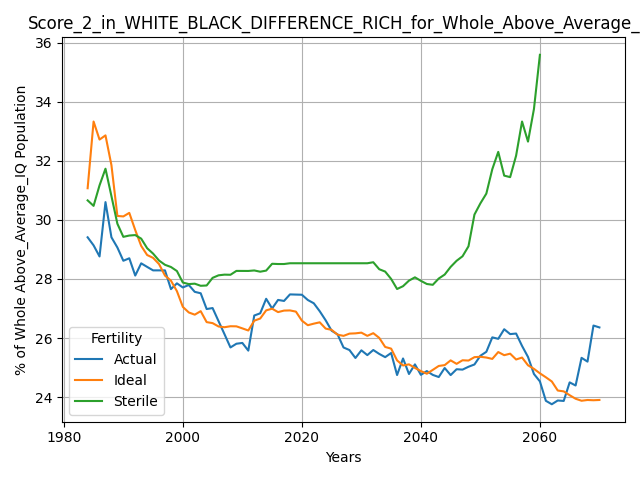 Score_2_in_WHITE_BLACK_DIFFERENCE_RICH_for_Whole_Above_Average_
% of Whole Above_Average_IQ Population
36
34
32
30
28
26
24
Fertility
Actual
Ideal
Sterile
1980
2000
2020
2040
2060
Years